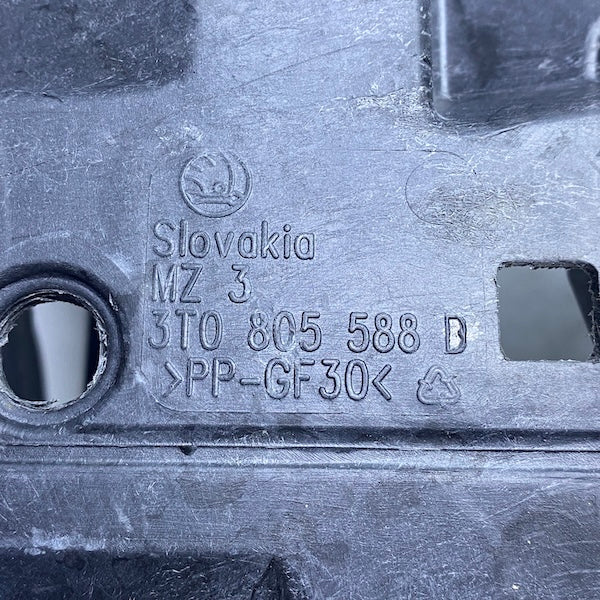 Slovakia
MZ 3
3T0 805 588 D
>PP-GF30<